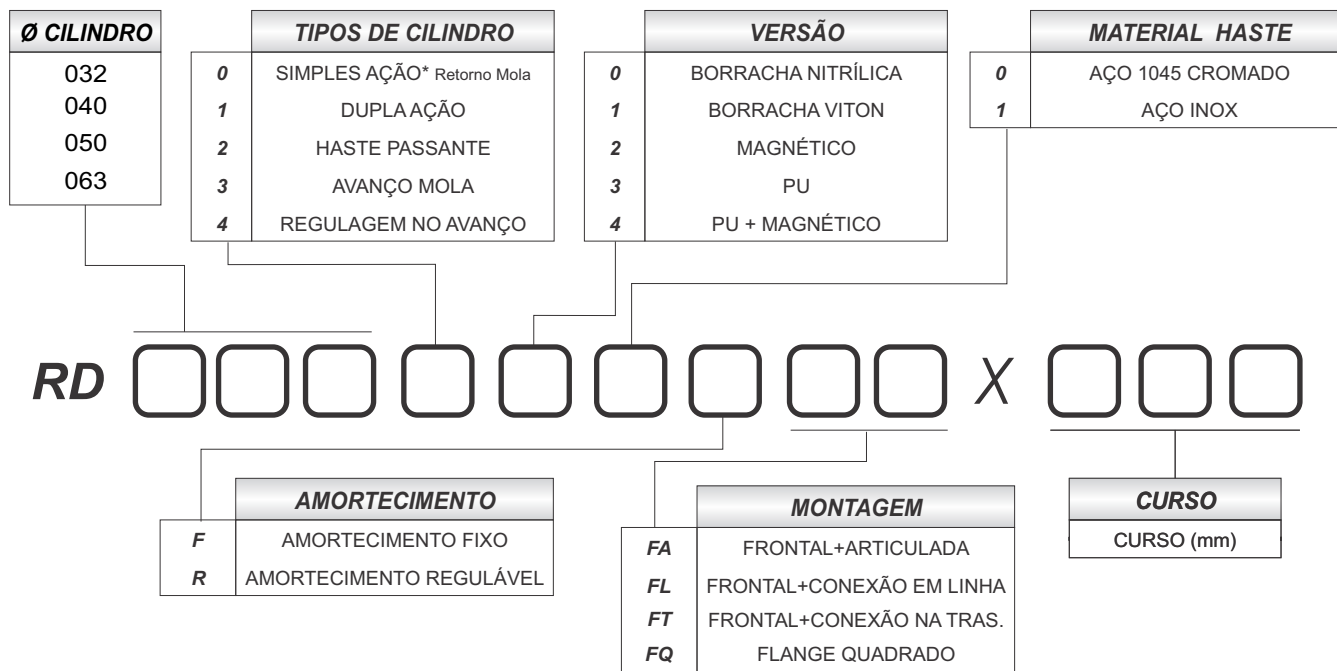 Ø CILINDRO
032
040
050
063
TIPOS DE CILINDRO
0 SIMPLES AÇÃO* Retorno Mola
1 DUPLA AÇÃO
2 HASTE PASSANTE
3 AVANÇO MOLA
4 REGULAGEM NO AVANÇO
VERSÃO
0 BORRACHA NITRÍLICA
1 BORRACHA VITON
2 MAGNÉTICO
3 PU
4 PU + MAGNÉTICO
MATERIAL HASTE
0 AÇO 1045 CROMADO
1 AÇO INOX
RD X
AMORTECIMENTO
F AMORTECIMENTO FIXO
R AMORTECIMENTO REGULÁVEL
MONTAGEM
FA FRONTAL+ARTICULADA
FL FRONTAL+CONEXÃO EM LINHA
FT FRONTAL+CONEXÃO NA TRAS.
FQ FLANGE QUADRADO
CURSO
CURSO (mm)